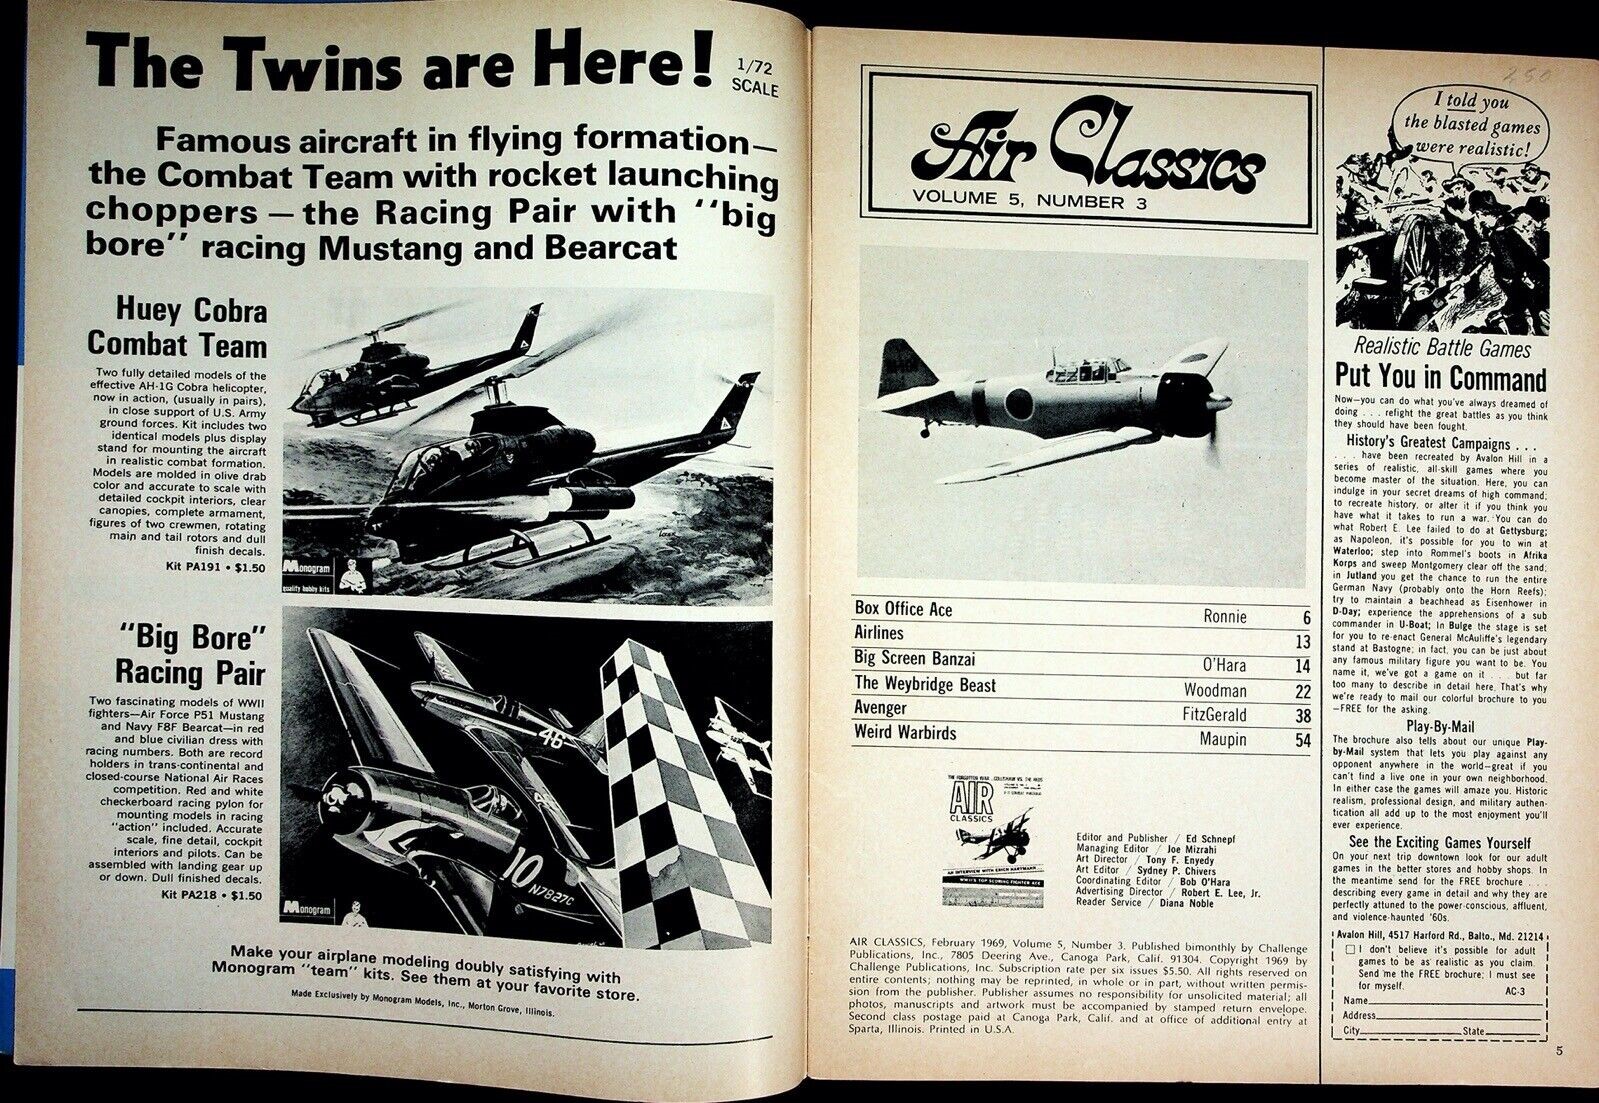 The Twins are Here!
1/72
SCALE
Famous aircraft in flying formation—
the Combat Team with rocket launching
choppers — the Racing Pair with "big
bore" racing Mustang and Bearcat
Huey Cobra
Combat Team
Two fully detailed models of the
effective AH-1G Cobra helicopter,
now in action, (usually in pairs),
in close support of U.S. Army
ground forces. Kit includes two
identical models plus display
stand for mounting the aircraft
in realistic combat formation.
Models are molded in olive drab
color and accurate to scale with
detailed cockpit interiors, clear
canopies, complete armament,
figures of two crewmen, rotating
main and tail rotors and dull
finish decals.
Kit PA191 • $1.50
Monogram
quality hobby kits
"Big Bore"
Racing Pair
Two fascinating models of WWII
fighters—Air Force P51 Mustang
and Navy F8F Bearcat—in red
and blue civilian dress with
racing numbers. Both are record
holders in trans-continental and
closed-course National Air Races
competition. Red and white
checkerboard racing pylon for
mounting models in racing
"action" included. Accurate
scale, fine detail, cockpit
interiors and pilots. Can be
assembled with landing gear up
or down. Dull finished decals.
Kit PA218 • $1.50
46
10
N7827C
Monogram
Make your airplane modeling doubly satisfying with
Monogram "team" kits. See them at your favorite store.
Made Exclusively by Monogram Models, Inc., Morton Grove, Illinois.
Air Classics
VOLUME 5, NUMBER 3
Box Office Ace Ronnie 6
Airlines 13
Big Screen Banzai O'Hara 14
The Weybridge Beast Woodman 22
Avenger FitzGerald 38
Weird Warbirds Maupin 54
AIR
CLASSICS
AN INTERVIEW WITH ERICH HARTMANN
WWII'S TOP SCORING FIGHTER ACE
Editor and Publisher / Ed Schnepf
Managing Editor / Joe Mizrahi
Art Director / Tony F. Enyedy
Art Editor / Sydney P. Chivers
Coordinating Editor / Bob O'Hara
Advertising Director / Robert E. Lee, Jr.
Reader Service / Diana Noble
AIR CLASSICS, February 1969, Volume 5, Number 3. Published bimonthly by Challenge
Publications, Inc., 7805 Deering Ave., Canoga Park, Calif. 91304. Copyright 1969 by
Challenge Publications, Inc. Subscription rate per six issues $5.50. All rights reserved on
entire contents; nothing may be reprinted, in whole or in part, without written permis-
sion from the publisher. Publisher assumes no responsibility for unsolicited material; all
photos, manuscripts and artwork must be accompanied by stamped return envelope.
Second class postage paid at Canoga Park, Calif. and at office of additional entry at
Sparta, Illinois. Printed in U.S.A.
250
I told you
the blasted games
were realistic!
Realistic Battle Games
Put You in Command
Now—you can do what you've always dreamed of
doing . . . refight the great battles as you think
they should have been fought.
History's Greatest Campaigns . . .
. . . have been recreated by Avalon Hill in a
series of realistic, all-skill games where you
become master of the situation. Here, you can
indulge in your secret dreams of high command;
to recreate history, or alter it if you think you
have what it takes to run a war. You can do
what Robert E. Lee failed to do at Gettysburg;
as Napoleon, it's possible for you to win at
Waterloo; step into Rommel's boots in Afrika
Korps and sweep Montgomery clear off the sand;
in Jutland you get the chance to run the entire
German Navy (probably onto the Horn Reefs);
try to maintain a beachhead as Eisenhower in
D-Day; experience the apprehensions of a sub
commander in U-Boat; In Bulge the stage is set
for you to re-enact General McAuliffe's legendary
stand at Bastogne; in fact, you can be just about
any famous military figure you want to be. You
name it, we've got a game on it . . . but far
too many to describe in detail here. That's why
we're ready to mail our colorful brochure to you
—FREE for the asking.
Play-By-Mail
The brochure also tells about our unique Play-
by-Mail system that lets you play against any
opponent anywhere in the world—great if you
can't find a live one in your own neighborhood.
In either case the games will amaze you. Historic
realism, professional design, and military authen-
tication all add up to the most enjoyment you'll
ever experience.
See the Exciting Games Yourself
On your next trip downtown look for our adult
games in the better stores and hobby shops. In
the meantime send for the FREE brochure . . .
describing every game in detail and why they are
perfectly attuned to the power-conscious, affluent,
and violence-haunted '60s.
Avalon Hill, 4517 Harford Rd., Balto., Md. 21214
I don't believe it's possible for adult
games to be as realistic as you claim.
Send me the FREE brochure; I must see
for myself. AC-3
Name
Address
City State
5